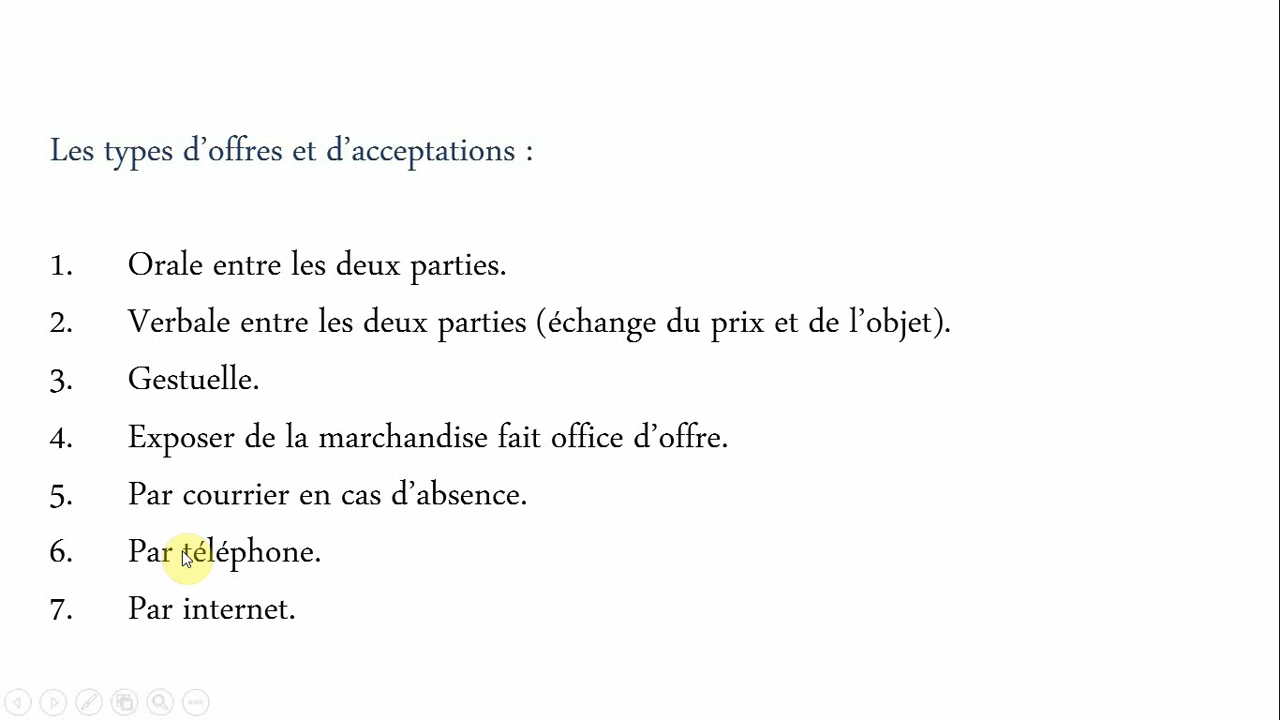 Les types d’offres et d’acceptations :
1. Orale entre les deux parties.
2. Verbale entre les deux parties (échange du prix et de l’objet).
3. Gestuelle.
4. Exposer de la marchandise fait office d’offre.
5. Par courrier en cas d’absence.
6. Par téléphone.
7. Par internet.